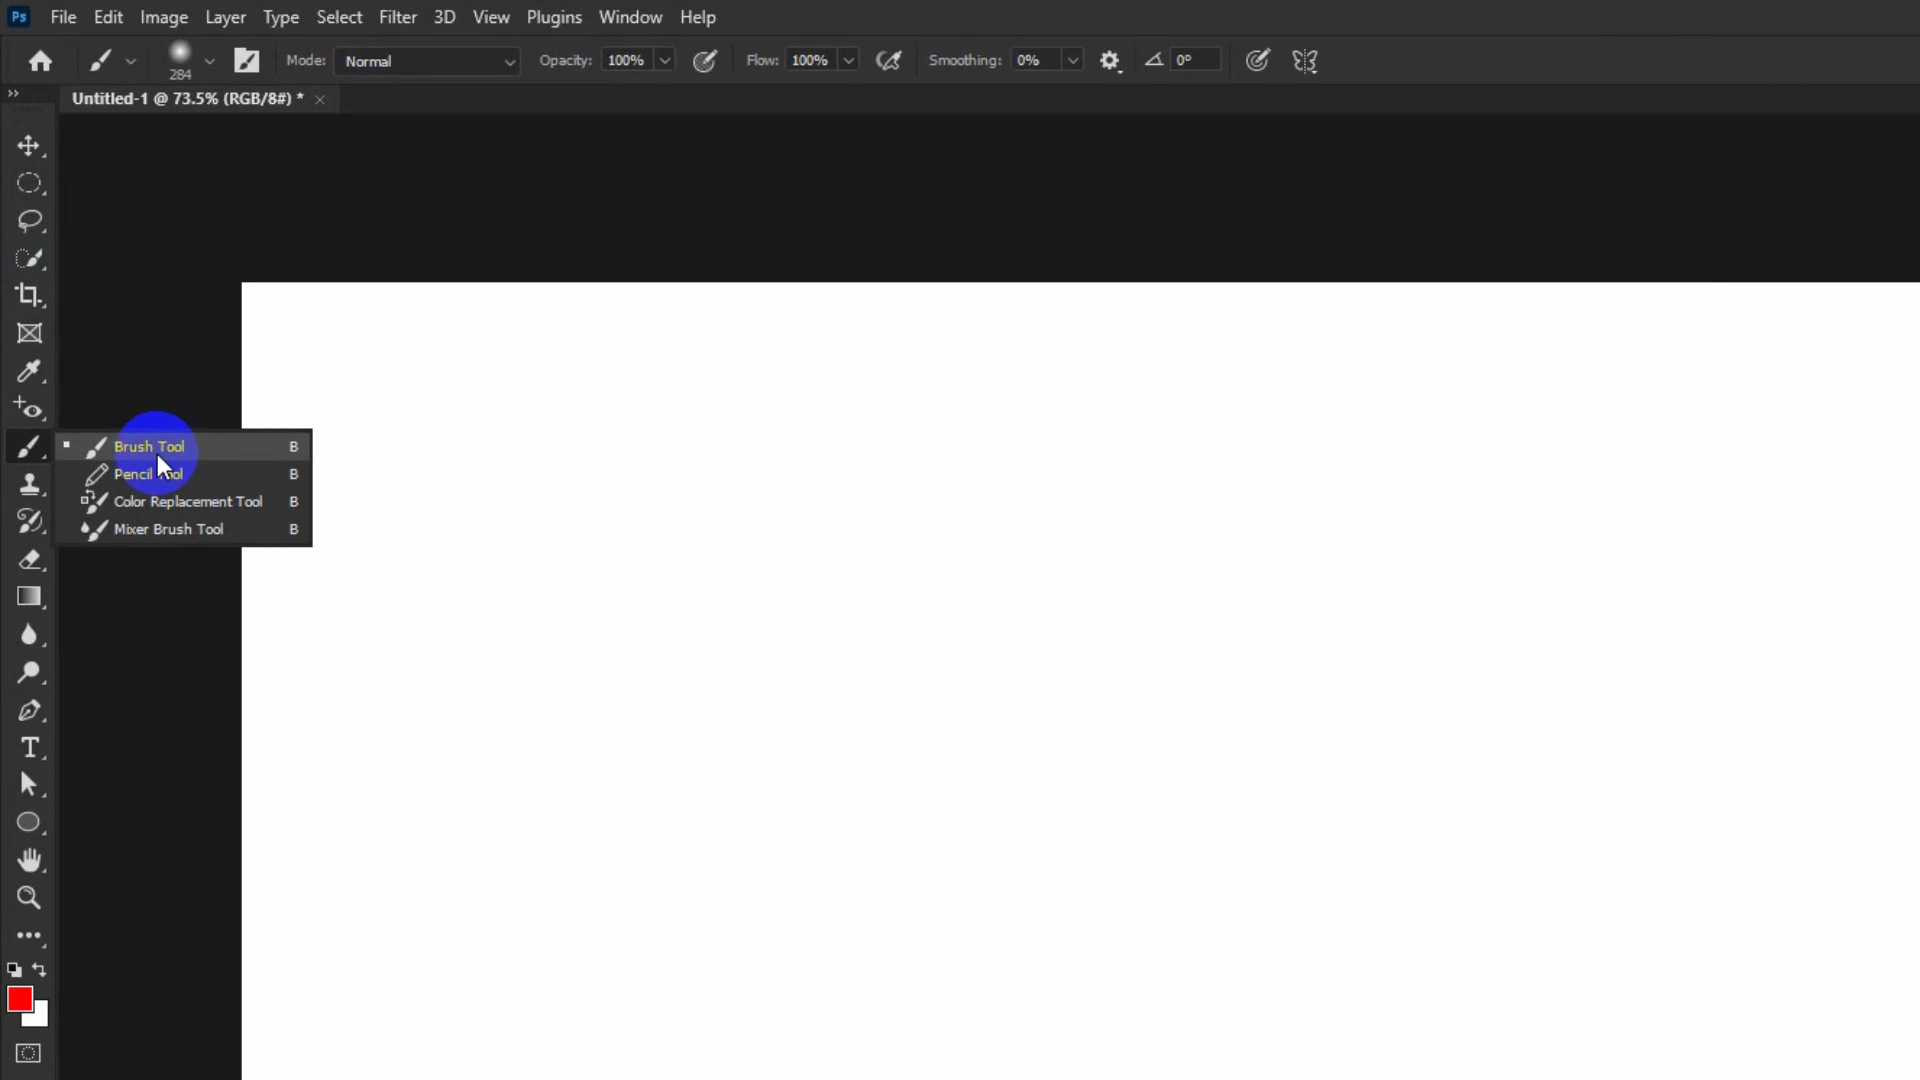 Ps File Edit Image Layer Type Select Filter 3D View Plugins Window Help
284 Mode: Normal Opacity: 100% Flow: 100% Smoothing: 0% 0°
Untitled-1 @ 73.5% (RGB/8#) * ×
Brush Tool B
Pencil Tool B
Color Replacement Tool B
Mixer Brush Tool B